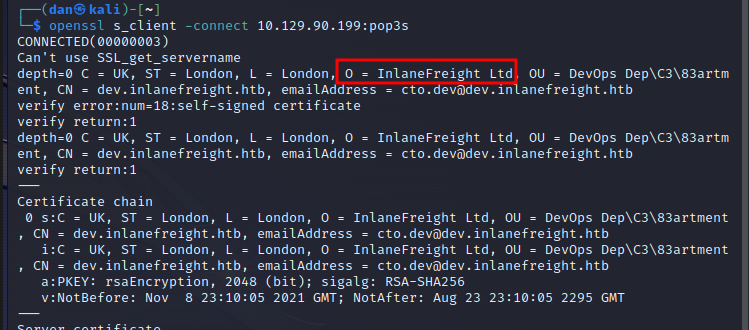 ┌──(dan㉿kali)-[~]
└─$ openssl s_client -connect 10.129.90.199:pop3s
CONNECTED(00000003)
Can't use SSL_get_servername
depth=0 C = UK, ST = London, L = London, O = InlaneFreight Ltd, OU = DevOps Dep\C3\83artm
ent, CN = dev.inlanefreight.htb, emailAddress = cto.dev@dev.inlanefreight.htb
verify error:num=18:self-signed certificate
verify return:1
depth=0 C = UK, ST = London, L = London, O = InlaneFreight Ltd, OU = DevOps Dep\C3\83artm
ent, CN = dev.inlanefreight.htb, emailAddress = cto.dev@dev.inlanefreight.htb
verify return:1
---
Certificate chain
 0 s:C = UK, ST = London, L = London, O = InlaneFreight Ltd, OU = DevOps Dep\C3\83artment
, CN = dev.inlanefreight.htb, emailAddress = cto.dev@dev.inlanefreight.htb
   i:C = UK, ST = London, L = London, O = InlaneFreight Ltd, OU = DevOps Dep\C3\83artment
, CN = dev.inlanefreight.htb, emailAddress = cto.dev@dev.inlanefreight.htb
   a:PKEY: rsaEncryption, 2048 (bit); sigalg: RSA-SHA256
   v:NotBefore: Nov  8 23:10:05 2021 GMT; NotAfter: Aug 23 23:10:05 2295 GMT
---
Server certificate